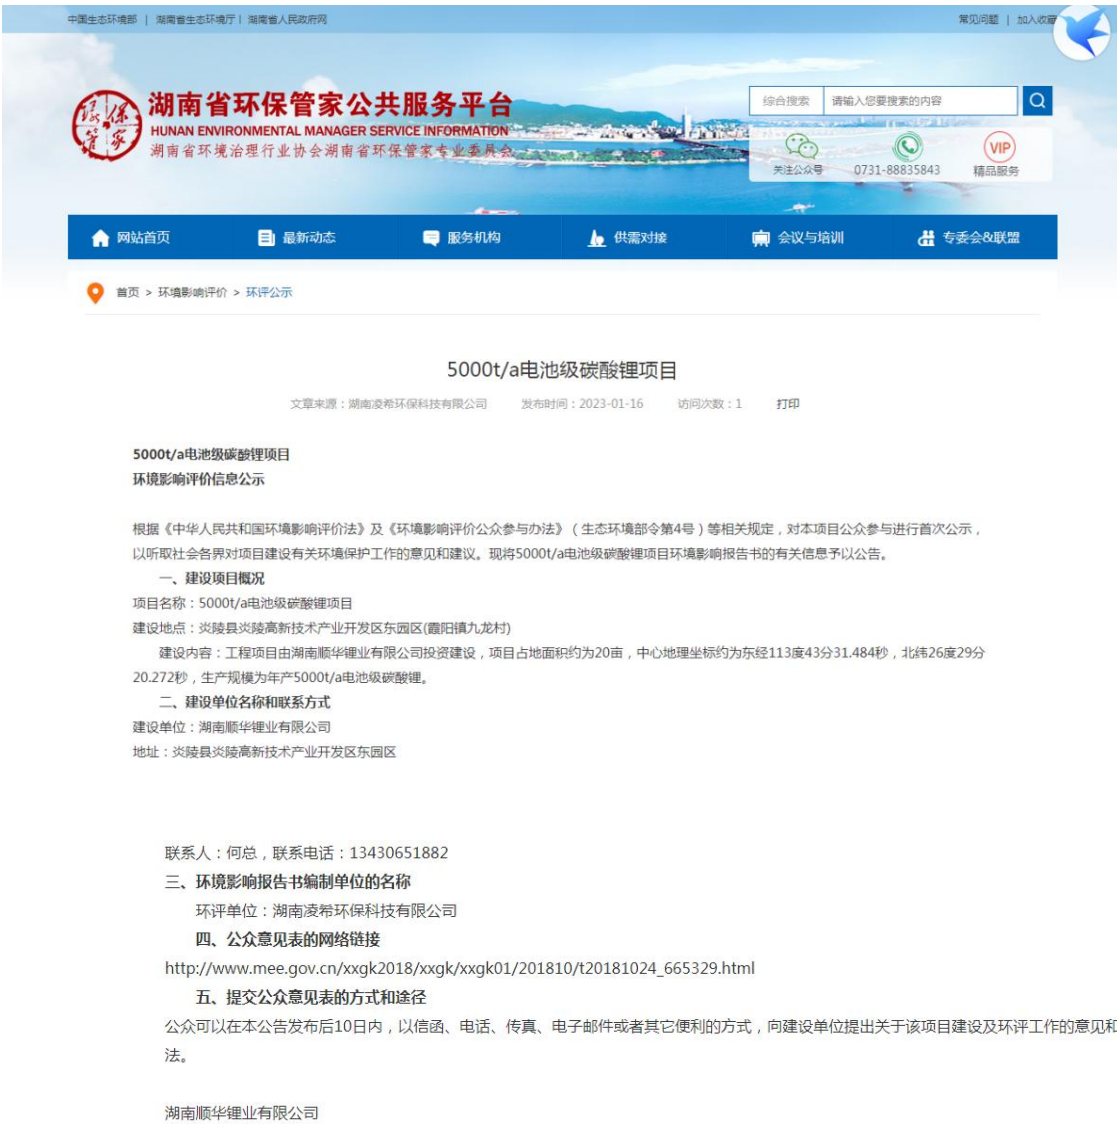 中国生态环境部 | 湖南省生态环境厅 | 湖南省人民政府网 常见问题 | 加入收藏
环保管家
湖南省环保管家公共服务平台
HUNAN ENVIRONMENTAL MANAGER SERVICE INFORMATION
湖南省环境治理行业协会湖南省环保管家专业委员会
综合搜索 请输入您要搜索的内容
VIP
关注公众号 0731-88835843 精品服务
网站首页 最新动态 服务机构 供需对接 会议与培训 专委会&联盟
首页 > 环境影响评价 > 环评公示
5000t/a电池级碳酸锂项目
文章来源：湖南凌希环保科技有限公司 发布时间：2023-01-16 访问次数：1 打印
5000t/a电池级碳酸锂项目
环境影响评价信息公示
根据《中华人民共和国环境影响评价法》及《环境影响评价公众参与办法》（生态环境部令第4号）等相关规定，对本项目公众参与进行首次公示，
以听取社会各界对项目建设有关环境保护工作的意见和建议。现将5000t/a电池级碳酸锂项目环境影响报告书的有关信息予以公告。
一、建设项目概况
项目名称：5000t/a电池级碳酸锂项目
建设地点：炎陵县炎陵高新技术产业开发区东园区(霞阳镇九龙村)
建设内容：工程项目由湖南顺华锂业有限公司投资建设，项目占地面积约为20亩，中心地理坐标约为东经113度43分31.484秒，北纬26度29分
20.272秒，生产规模为年产5000t/a电池级碳酸锂。
二、建设单位名称和联系方式
建设单位：湖南顺华锂业有限公司
地址：炎陵县炎陵高新技术产业开发区东园区
联系人：何总，联系电话：13430651882
三、环境影响报告书编制单位的名称
环评单位：湖南凌希环保科技有限公司
四、公众意见表的网络链接
http://www.mee.gov.cn/xxgk2018/xxgk/xxgk01/201810/t20181024_665329.html
五、提交公众意见表的方式和途径
公众可以在本公告发布后10日内，以信函、电话、传真、电子邮件或者其它便利的方式，向建设单位提出关于该项目建设及环评工作的意见和
法。
湖南顺华锂业有限公司